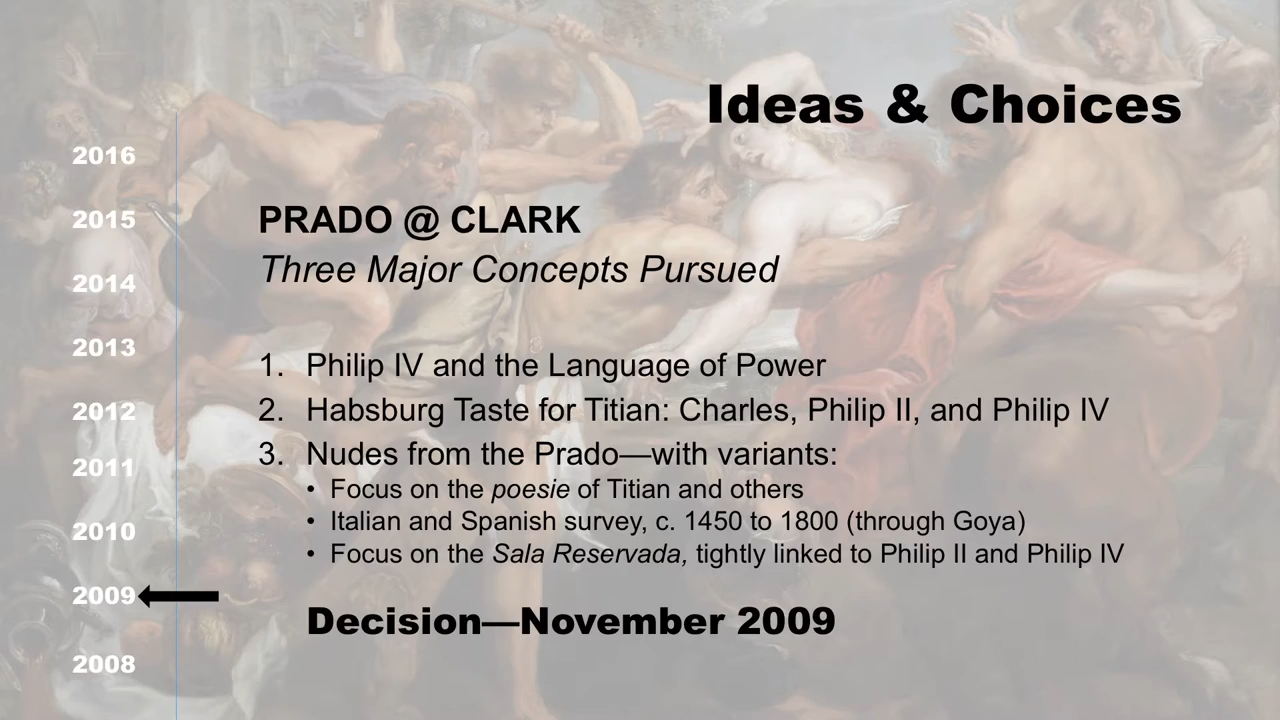 Ideas & Choices
2016
2015
2014
2013
2012
2011
2010
2009
2008
PRADO @ CLARK
Three Major Concepts Pursued
1. Philip IV and the Language of Power
2. Habsburg Taste for Titian: Charles, Philip II, and Philip IV
3. Nudes from the Prado—with variants:
• Focus on the poesie of Titian and others
• Italian and Spanish survey, c. 1450 to 1800 (through Goya)
• Focus on the Sala Reservada, tightly linked to Philip II and Philip IV
Decision—November 2009